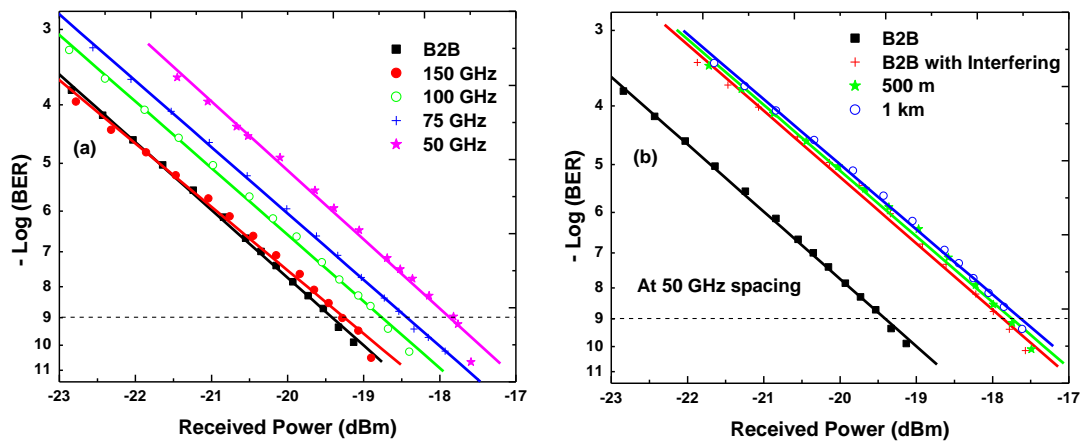 3
4
5
6
7
8
9
10
11
- Log (BER)
(a)
B2B
150 GHz
100 GHz
75 GHz
50 GHz
-23 -22 -21 -20 -19 -18 -17
Received Power (dBm)
3
4
5
6
7
8
9
10
11
- Log (BER)
(b)
B2B
B2B with Interfering
500 m
1 km
At 50 GHz spacing
-23 -22 -21 -20 -19 -18 -17
Received Power (dBm)